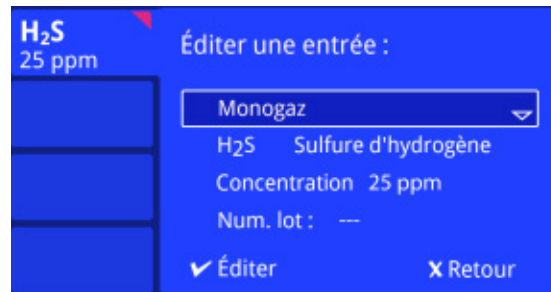 H₂S
25 ppm
Éditer une entrée :
Monogaz
H₂S Sulfure d'hydrogène
Concentration 25 ppm
Num. lot : ---
✔ Éditer X Retour